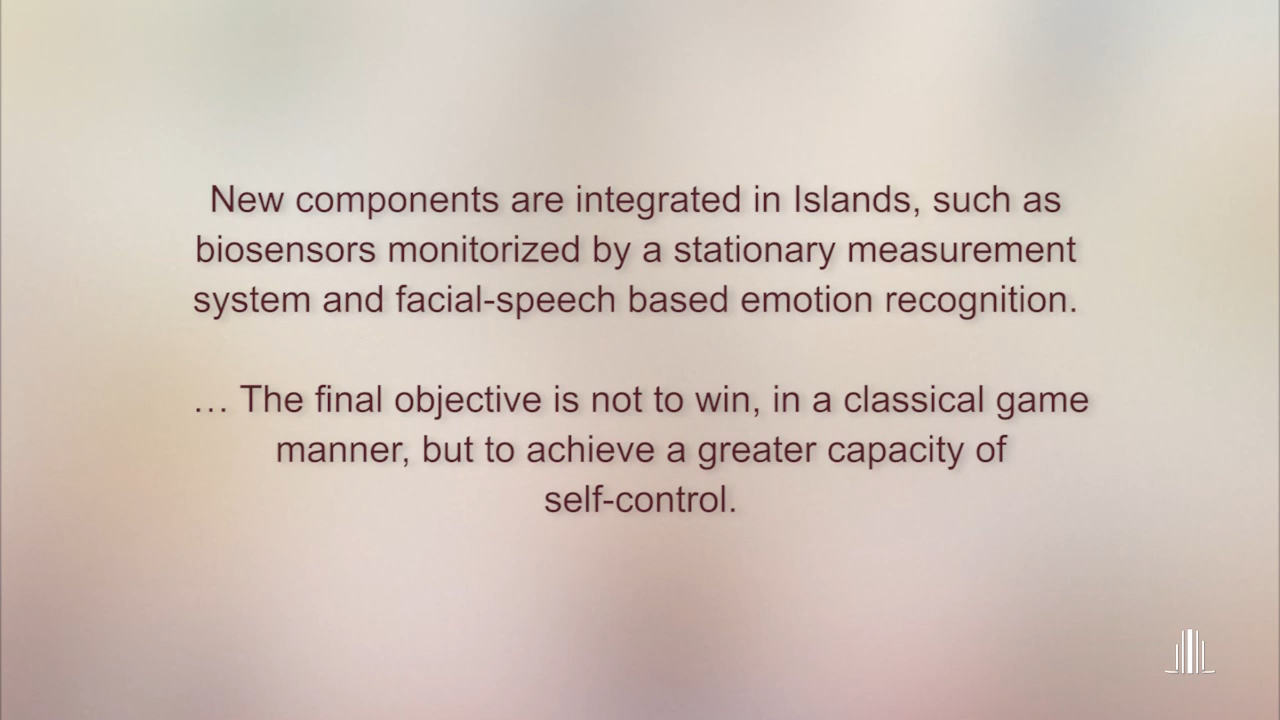 New components are integrated in Islands, such as
biosensors monitorized by a stationary measurement
system and facial-speech based emotion recognition.
… The final objective is not to win, in a classical game
manner, but to achieve a greater capacity of
self-control.